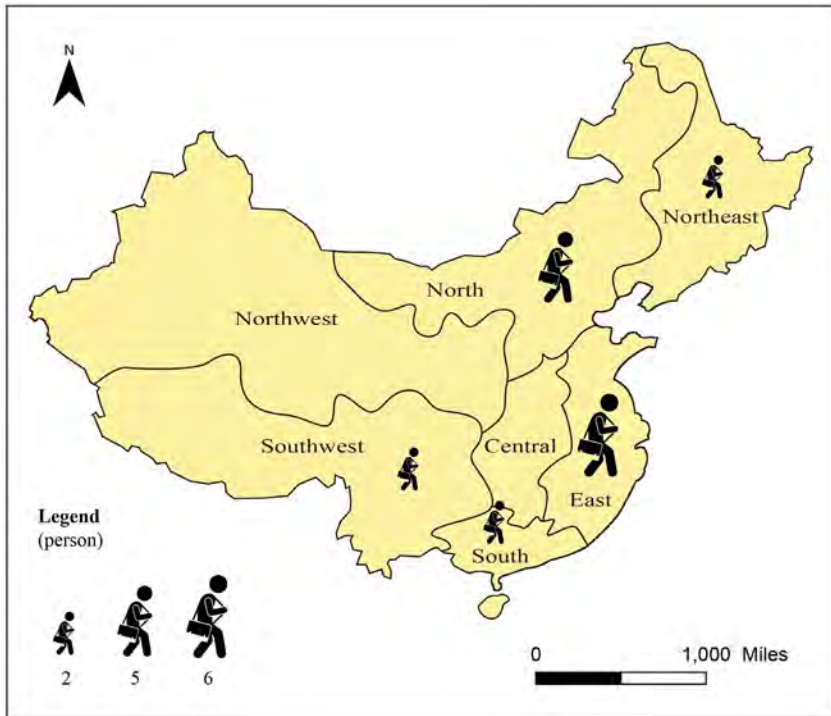 N
Northeast
North
Northwest
Southwest
Central
East
South
Legend
(person)
2 5 6
0 1,000 Miles